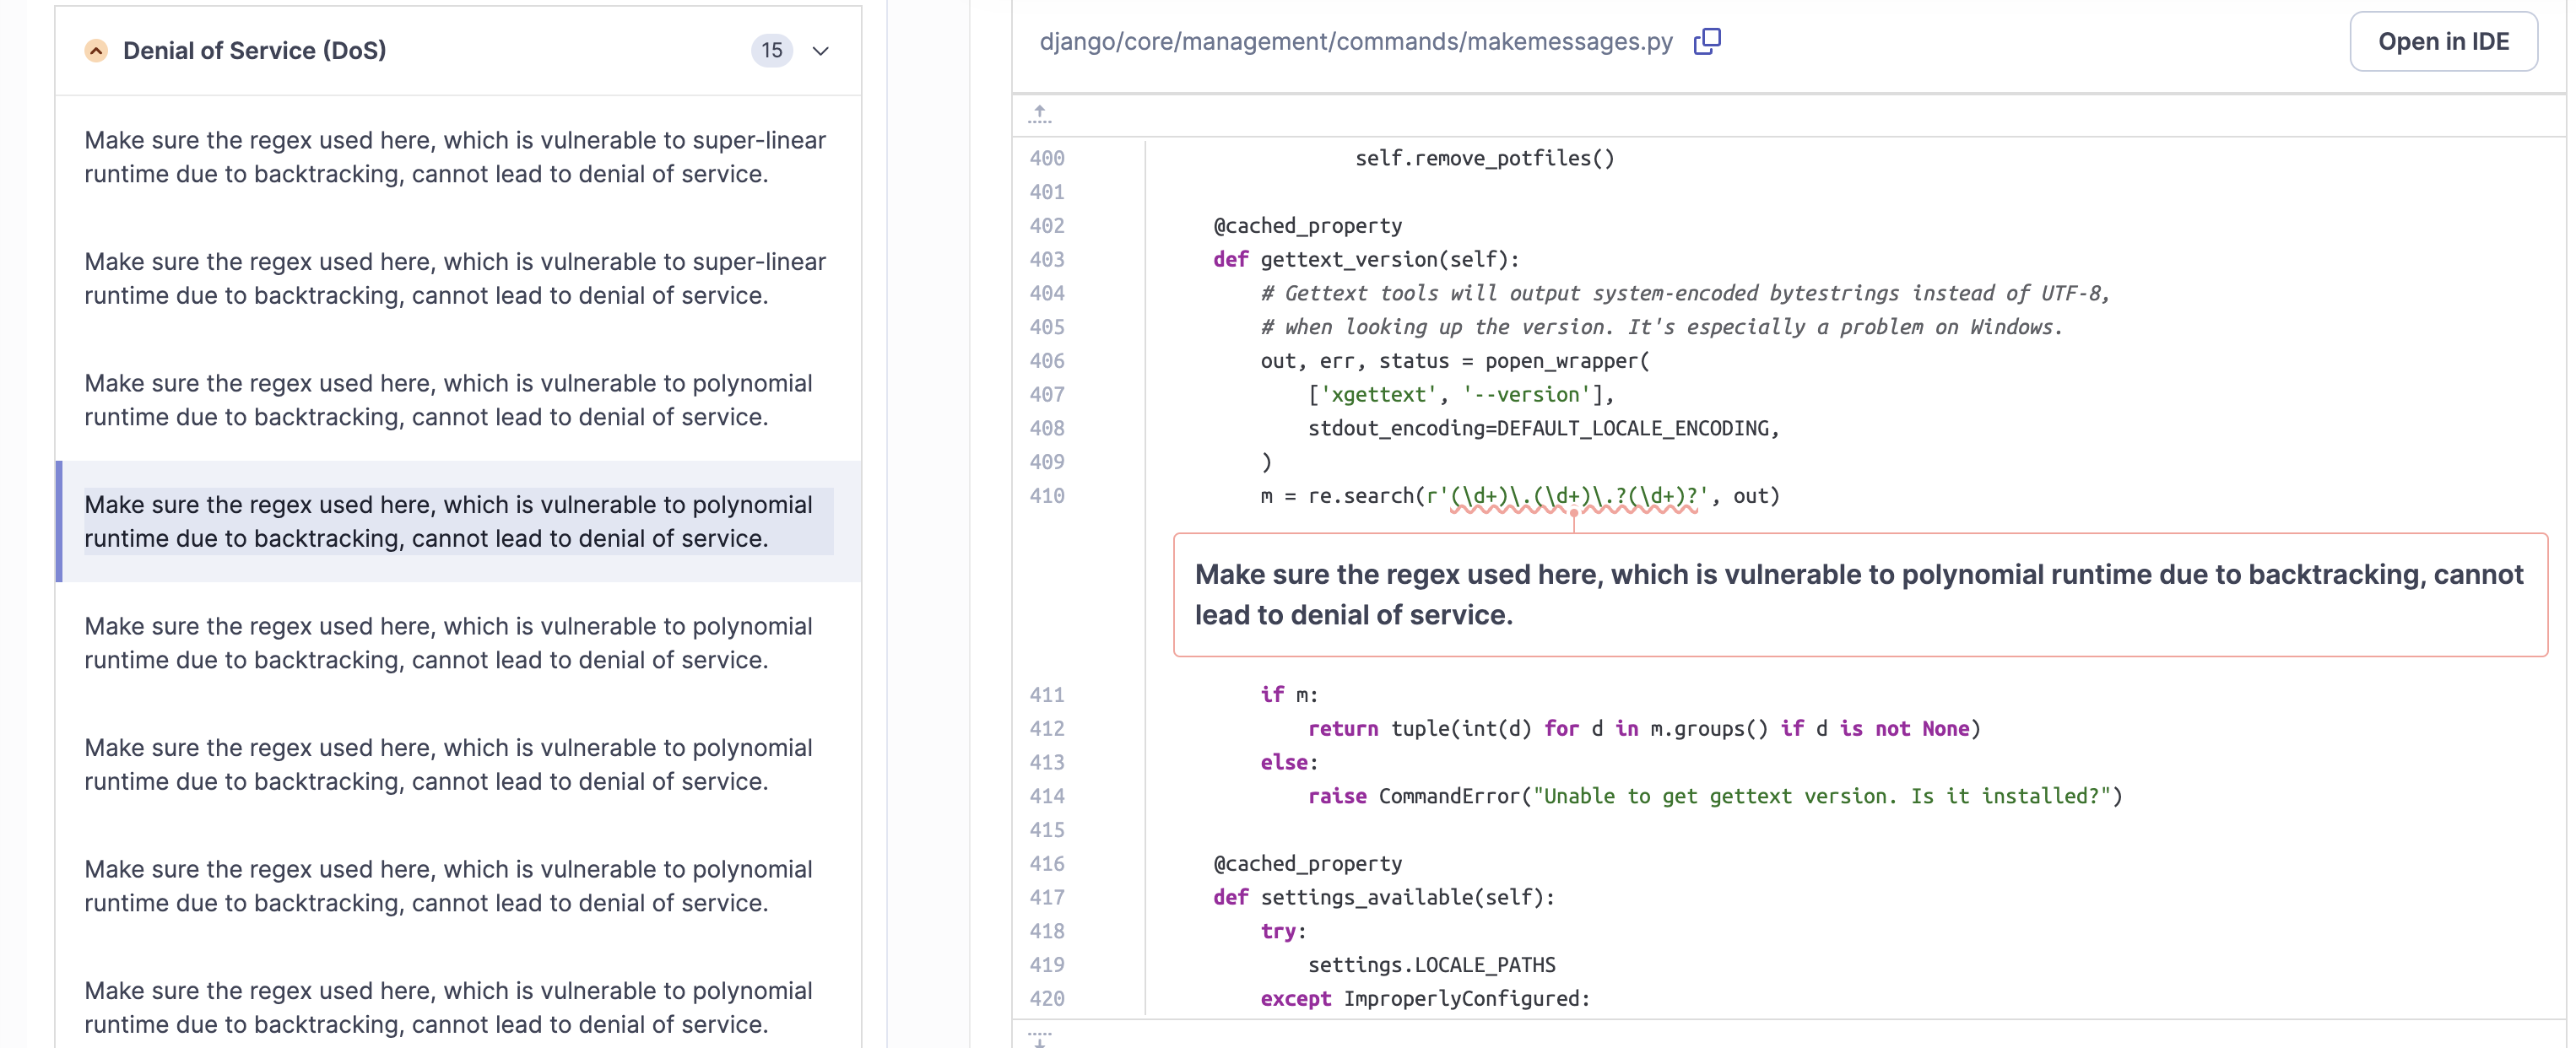 Denial of Service (DoS)
15
Make sure the regex used here, which is vulnerable to super-linear
runtime due to backtracking, cannot lead to denial of service.
Make sure the regex used here, which is vulnerable to super-linear
runtime due to backtracking, cannot lead to denial of service.
Make sure the regex used here, which is vulnerable to polynomial
runtime due to backtracking, cannot lead to denial of service.
Make sure the regex used here, which is vulnerable to polynomial
runtime due to backtracking, cannot lead to denial of service.
Make sure the regex used here, which is vulnerable to polynomial
runtime due to backtracking, cannot lead to denial of service.
Make sure the regex used here, which is vulnerable to polynomial
runtime due to backtracking, cannot lead to denial of service.
Make sure the regex used here, which is vulnerable to polynomial
runtime due to backtracking, cannot lead to denial of service.
Make sure the regex used here, which is vulnerable to polynomial
runtime due to backtracking, cannot lead to denial of service.
django/core/management/commands/makemessages.py
Open in IDE
400                 self.remove_potfiles()
401
402     @cached_property
403     def gettext_version(self):
404         # Gettext tools will output system-encoded bytestrings instead of UTF-8,
405         # when looking up the version. It's especially a problem on Windows.
406         out, err, status = popen_wrapper(
407             ['xgettext', '--version'],
408             stdout_encoding=DEFAULT_LOCALE_ENCODING,
409         )
410         m = re.search(r'(\d+)\.(\d+)\.?(\d+)?', out)
Make sure the regex used here, which is vulnerable to polynomial runtime due to backtracking, cannot
lead to denial of service.
411         if m:
412             return tuple(int(d) for d in m.groups() if d is not None)
413         else:
414             raise CommandError("Unable to get gettext version. Is it installed?")
415
416     @cached_property
417     def settings_available(self):
418         try:
419             settings.LOCALE_PATHS
420         except ImproperlyConfigured: